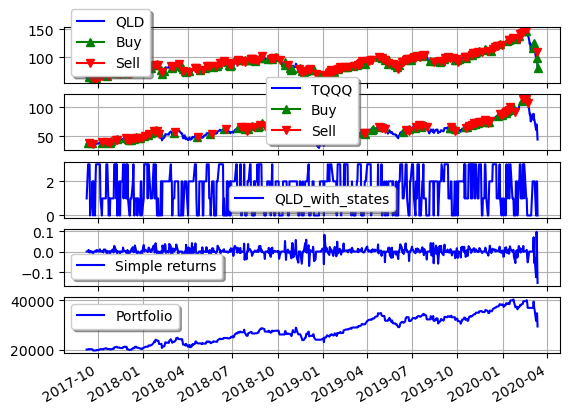 QLD
Buy
Sell
150
100
TQQQ
Buy
Sell
100
50
QLD_with_states
2
0
0.1
0.0
−0.1
Simple returns
Portfolio
40000
20000
2017-10 2018-01 2018-04 2018-07 2018-10 2019-01 2019-04 2019-07 2019-10 2020-01 2020-04